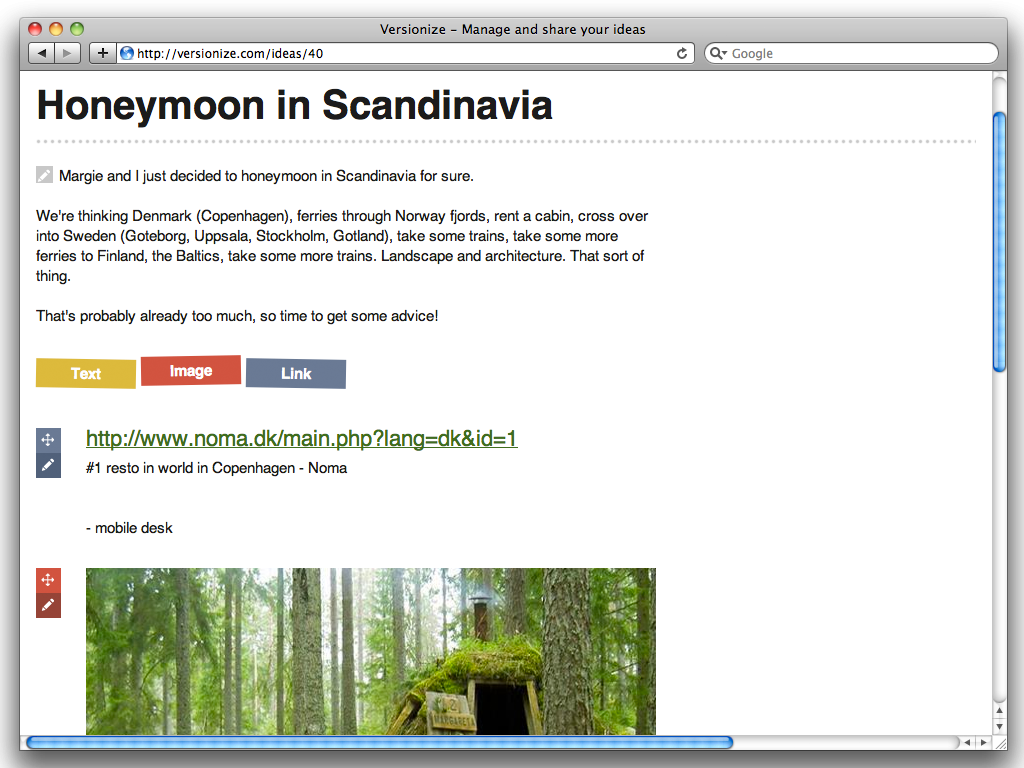 Versionize – Manage and share your ideas
http://versionize.com/ideas/40
Google
Honeymoon in Scandinavia
Margie and I just decided to honeymoon in Scandinavia for sure.
We're thinking Denmark (Copenhagen), ferries through Norway fjords, rent a cabin, cross over
into Sweden (Goteborg, Uppsala, Stockholm, Gotland), take some trains, take some more
ferries to Finland, the Baltics, take some more trains. Landscape and architecture. That sort of
thing.
That's probably already too much, so time to get some advice!
Text Image Link
http://www.noma.dk/main.php?lang=dk&id=1
#1 resto in world in Copenhagen - Noma
- mobile desk
2
MARGARETA